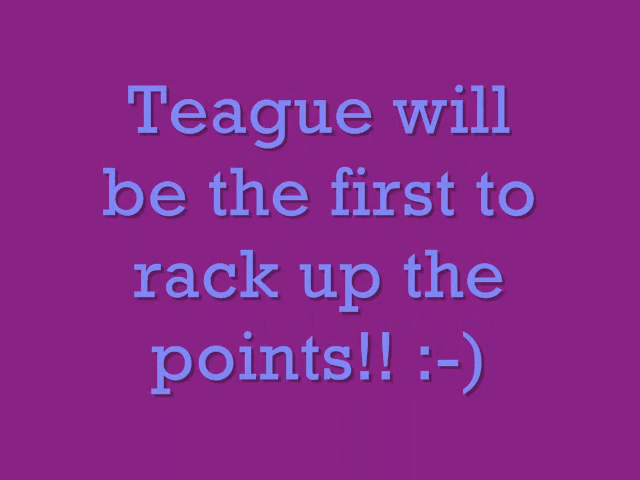 Teague will
be the first to
rack up the
points!! :-)